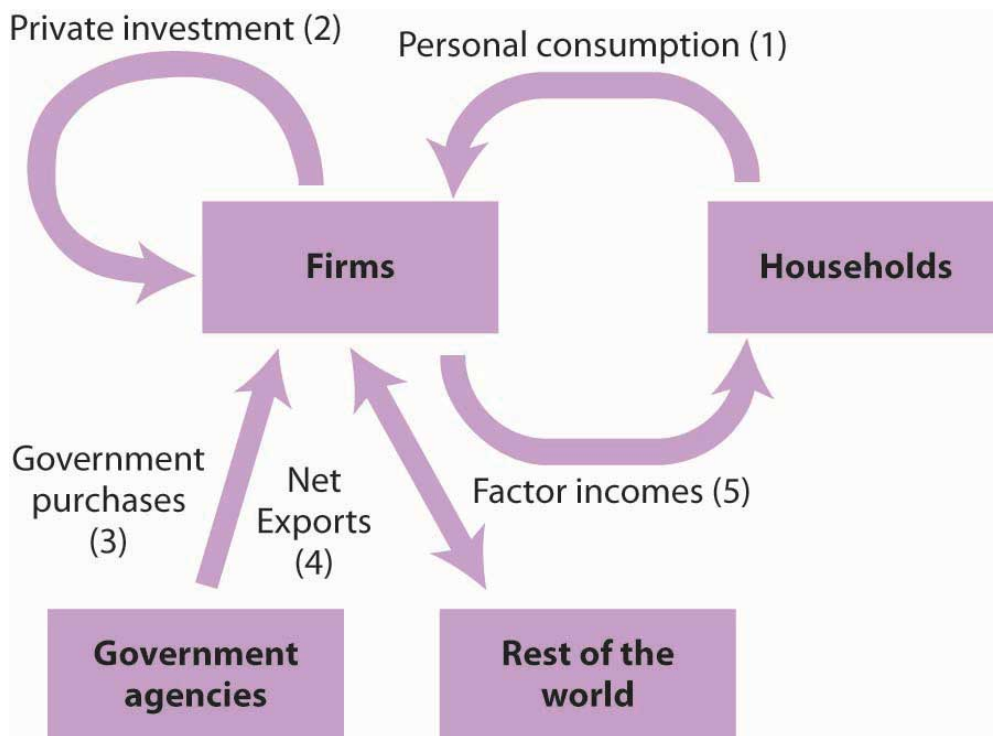 Private investment (2)
Personal consumption (1)
Firms
Households
Government
purchases
(3)
Net
Exports
(4)
Factor incomes (5)
Government
agencies
Rest of the
world